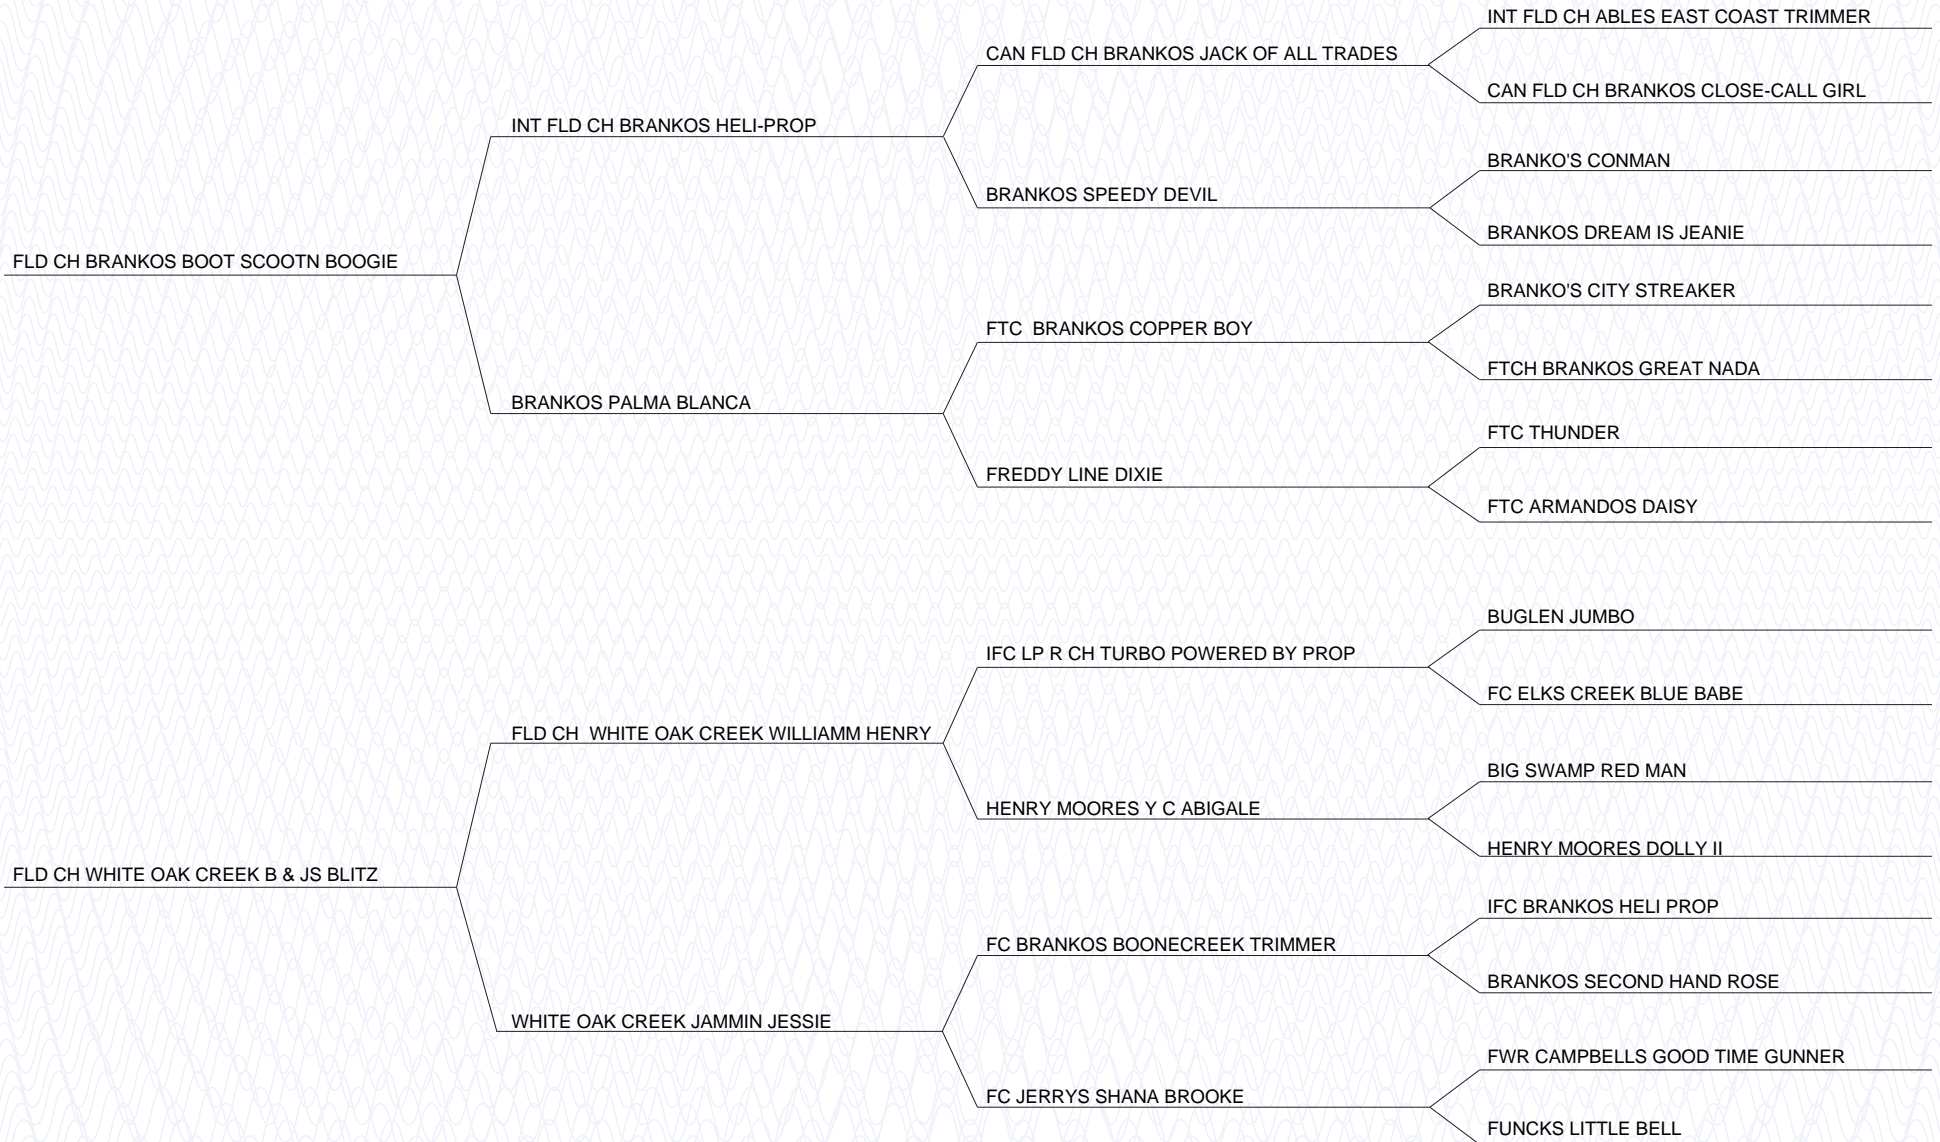 INT FLD CH ABLES EAST COAST TRIMMER
CAN FLD CH BRANKOS JACK OF ALL TRADES
CAN FLD CH BRANKOS CLOSE-CALL GIRL
INT FLD CH BRANKOS HELI-PROP
BRANKO'S CONMAN
BRANKOS SPEEDY DEVIL
BRANKOS DREAM IS JEANIE
FLD CH BRANKOS BOOT SCOOTN BOOGIE
BRANKO'S CITY STREAKER
FTC  BRANKOS COPPER BOY
FTCH BRANKOS GREAT NADA
BRANKOS PALMA BLANCA
FTC THUNDER
FREDDY LINE DIXIE
FTC ARMANDOS DAISY
BUGLEN JUMBO
IFC LP R CH TURBO POWERED BY PROP
FC ELKS CREEK BLUE BABE
FLD CH  WHITE OAK CREEK WILLIAMM HENRY
BIG SWAMP RED MAN
HENRY MOORES Y C ABIGALE
HENRY MOORES DOLLY II
FLD CH WHITE OAK CREEK B & JS BLITZ
IFC BRANKOS HELI PROP
FC BRANKOS BOONECREEK TRIMMER
BRANKOS SECOND HAND ROSE
WHITE OAK CREEK JAMMIN JESSIE
FWR CAMPBELLS GOOD TIME GUNNER
FC JERRYS SHANA BROOKE
FUNCKS LITTLE BELL